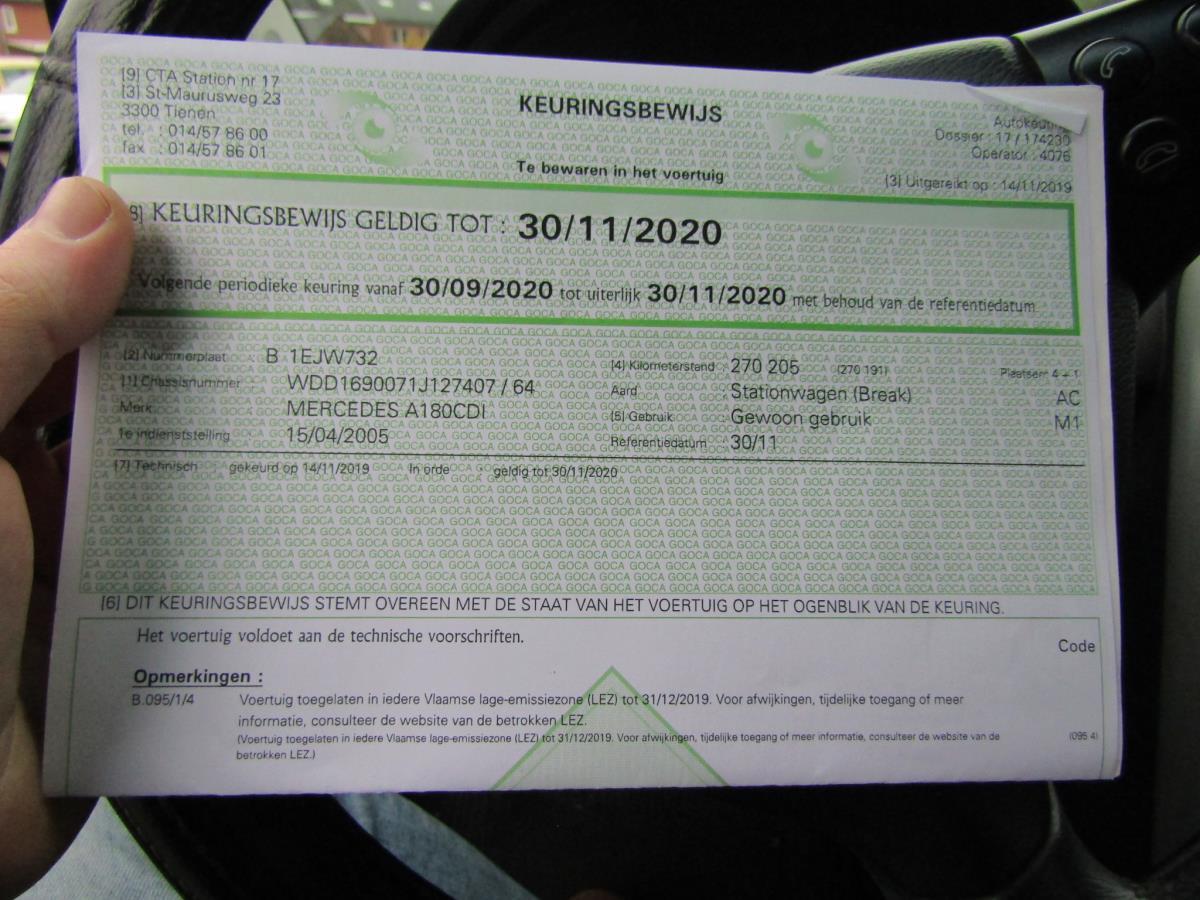 [9] CTA Station nr 17
[3] St-Maurusweg 23
3300 Tienen
tel. : 014/57 86 00
fax : 014/57 86 01
KEURINGSBEWIJS
Te bewaren in het voertuig
Dossier : 17 / 174230
Operator : 4076
[3] Uitgereikt op : 14/11/2019
8] KEURINGSBEWIJS GELDIG TOT : 30/11/2020
Volgende periodieke keuring vanaf 30/09/2020 tot uiterlijk 30/11/2020 met behoud van de referentiedatum
[2] Nummerplaat B 1EJW732
[1] Chassisnummer : WDD1690071J127407 / 64
Merk MERCEDES A180CDI
1e indienststelling 15/04/2005
[4] Kilometerstand : 270 205 (270 191) Plaatsen: 4 + 1
Aard : Stationwagen (Break) AC
[5] Gebruik : Gewoon gebruik M1
Referentiedatum : 30/11
[7] Technisch : gekeurd op 14/11/2019 In orde geldig tot 30/11/2020
[6] DIT KEURINGSBEWIJS STEMT OVEREEN MET DE STAAT VAN HET VOERTUIG OP HET OGENBLIK VAN DE KEURING.
Het voertuig voldoet aan de technische voorschriften.
Code
Opmerkingen :
B.095/1/4 Voertuig toegelaten in iedere Vlaamse lage-emissiezone (LEZ) tot 31/12/2019. Voor afwijkingen, tijdelijke toegang of meer
informatie, consulteer de website van de betrokken LEZ.
(Voertuig toegelaten in iedere Vlaamse lage-emissiezone (LEZ) tot 31/12/2019. Voor afwijkingen, tijdelijke toegang of meer informatie, consulteer de website van de (095 4)
betrokken LEZ.)